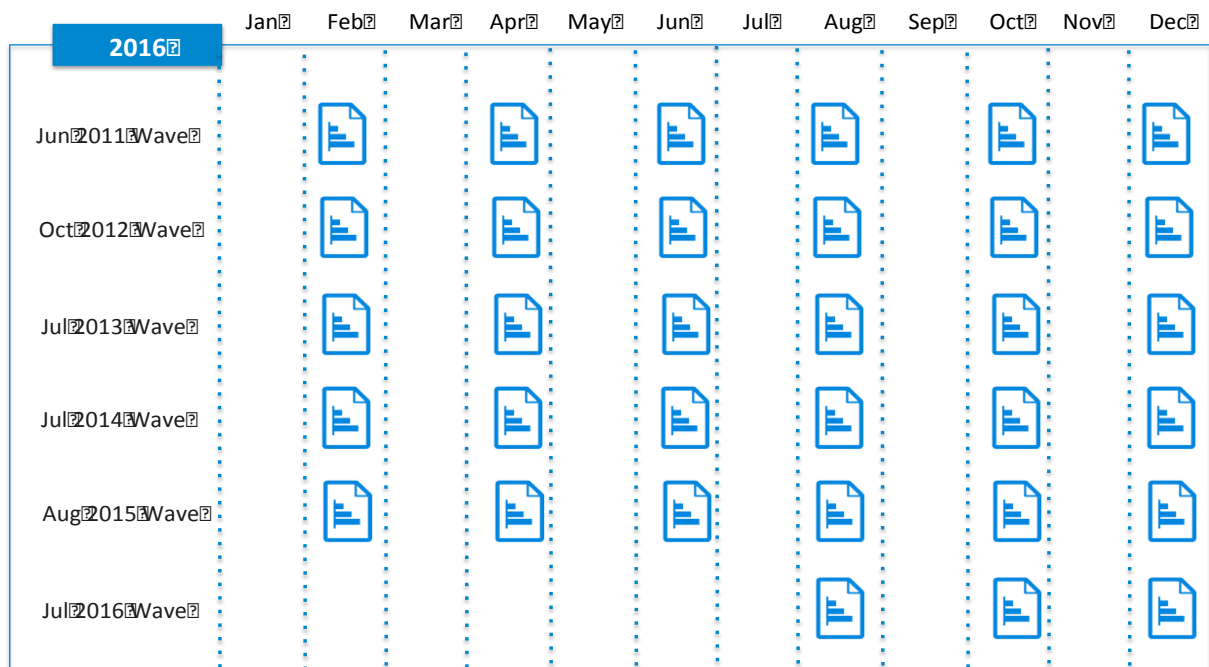 Jan⍰ Feb⍰ Mar⍰ Apr⍰ May⍰ Jun⍰ Jul⍰ Aug⍰ Sep⍰ Oct⍰ Nov⍰ Dec⍰
2016⍰
Jun⍰2011⍰Wave⍰
Oct⍰2012⍰Wave⍰
Jul⍰2013⍰Wave⍰
Jul⍰2014⍰Wave⍰
Aug⍰2015⍰Wave⍰
Jul⍰2016⍰Wave⍰